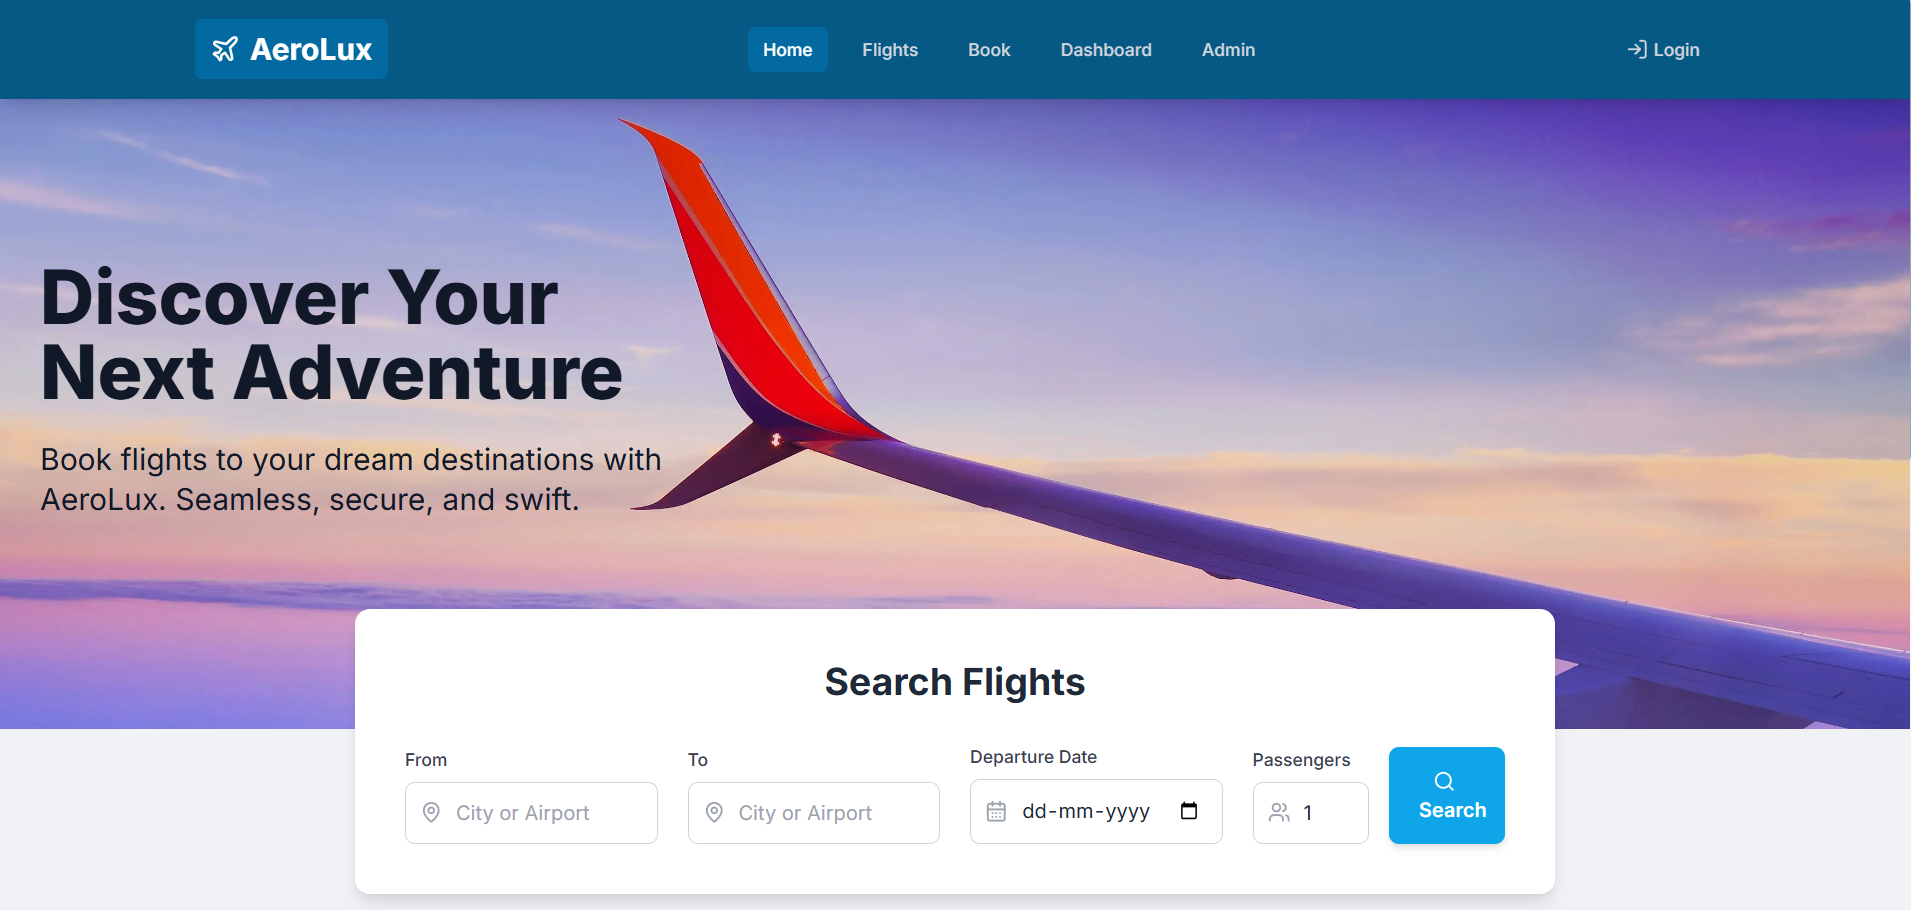 AeroLux
Home
Flights
Book
Dashboard
Admin
Login
Discover Your
Next Adventure
Book flights to your dream destinations with
AeroLux. Seamless, secure, and swift.
Search Flights
From
To
Departure Date
Passengers
City or Airport
City or Airport
dd-mm-yyyy
1
Search